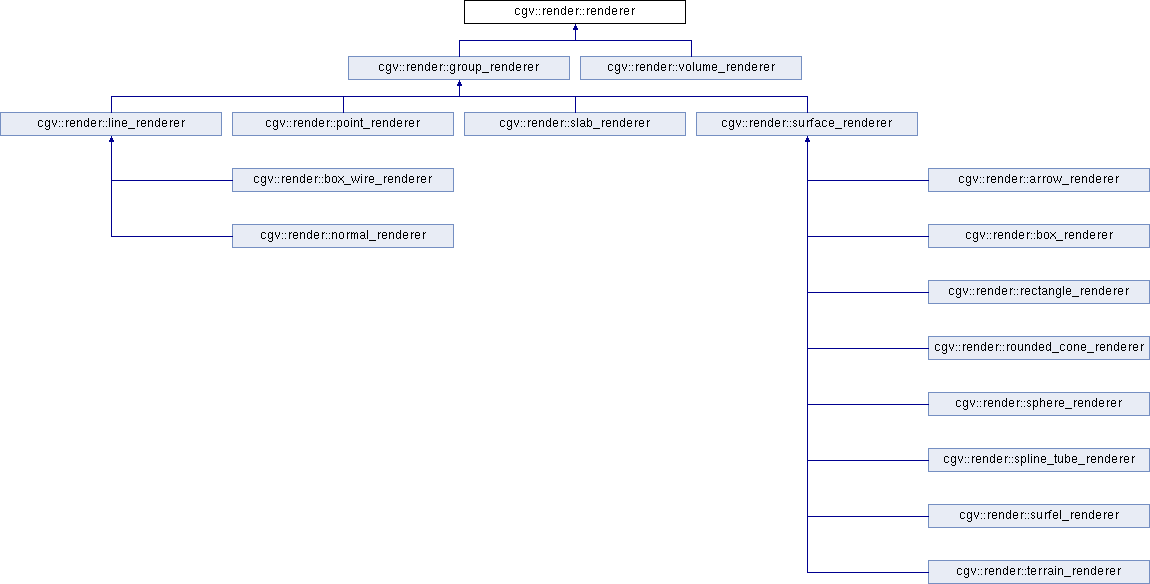 cgv::render::renderer
cgv::render::group_renderer
cgv::render::volume_renderer
cgv::render::line_renderer
cgv::render::point_renderer
cgv::render::slab_renderer
cgv::render::surface_renderer
cgv::render::box_wire_renderer
cgv::render::arrow_renderer
cgv::render::normal_renderer
cgv::render::box_renderer
cgv::render::rectangle_renderer
cgv::render::rounded_cone_renderer
cgv::render::sphere_renderer
cgv::render::spline_tube_renderer
cgv::render::surfel_renderer
cgv::render::terrain_renderer